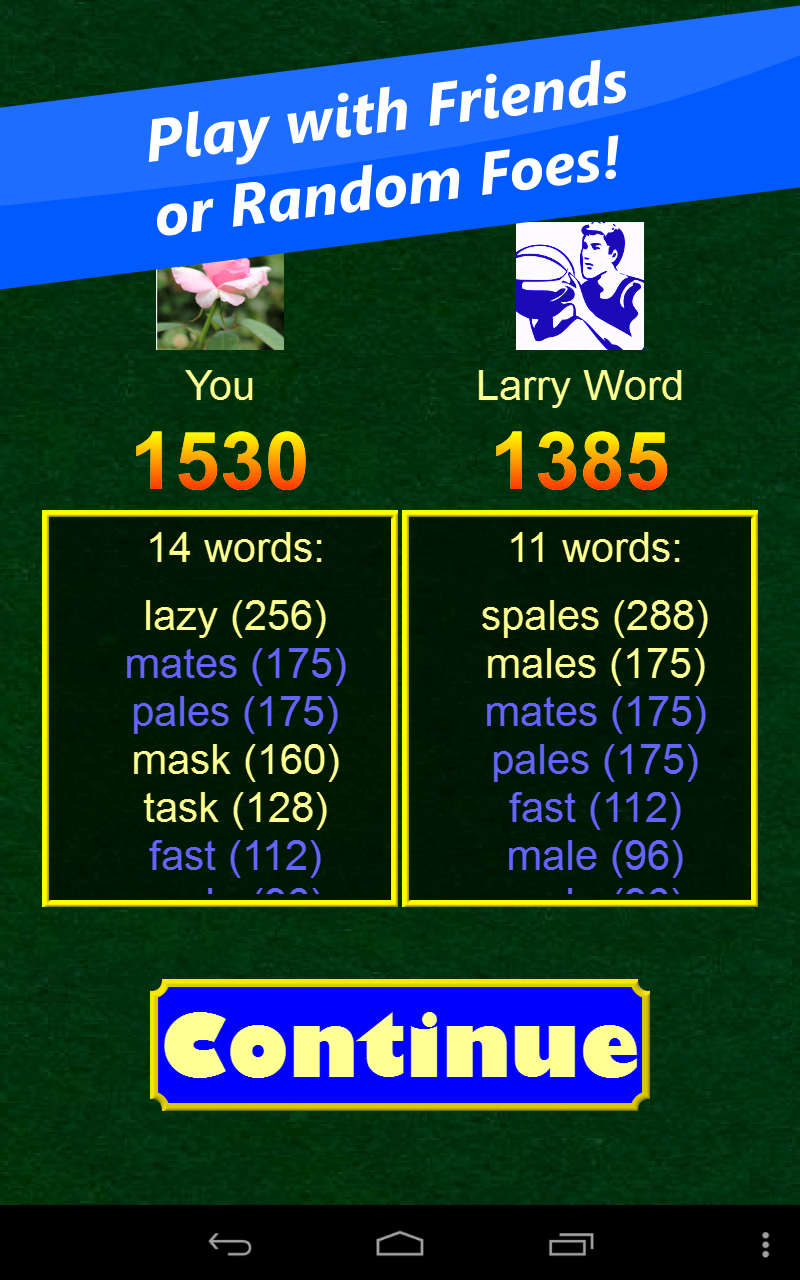 Play with Friends
or Random Foes!
You
1530
14 words:
lazy (256)
mates (175)
pales (175)
mask (160)
task (128)
fast (112)
Larry Word
1385
11 words:
spales (288)
males (175)
mates (175)
pales (175)
fast (112)
male (96)
Continue